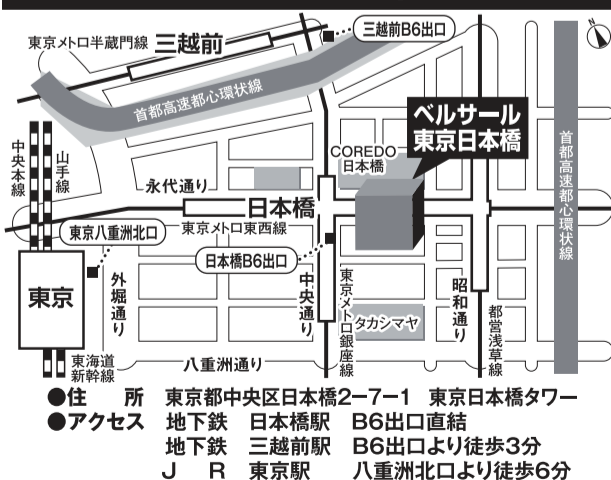 三越前B6出口
東京メトロ半蔵門線 三越前
N
首都高速都心環状線
ベルサール
東京日本橋
COREDO
日本橋
中央本線
山手線
永代通り
日本橋
東京メトロ東西線
首都高速都心環状線
東京八重洲北口
日本橋B6出口
東京
外堀通り
中央通り
東京メトロ銀座線
タカシマヤ
昭和通り
都営浅草線
東海道
新幹線
八重洲通り
●住 所 東京都中央区日本橋2-7-1 東京日本橋タワー
●アクセス 地下鉄 日本橋駅 B6出口直結
地下鉄 三越前駅 B6出口より徒歩3分
J R 東京駅 八重洲北口より徒歩6分